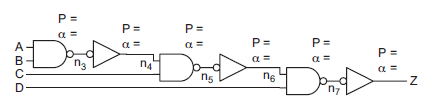 P =
α =
P =
α =
P =
α =
P =
α =
P =
α =
P =
α =
A
B
C
D
n3
n4
n5
n6
n7
Z